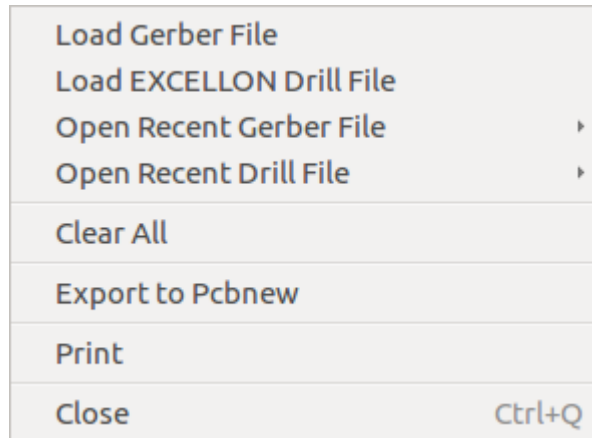 Load Gerber File
Load EXCELLON Drill File
Open Recent Gerber File
Open Recent Drill File
Clear All
Export to Pcbnew
Print
Close Ctrl+Q